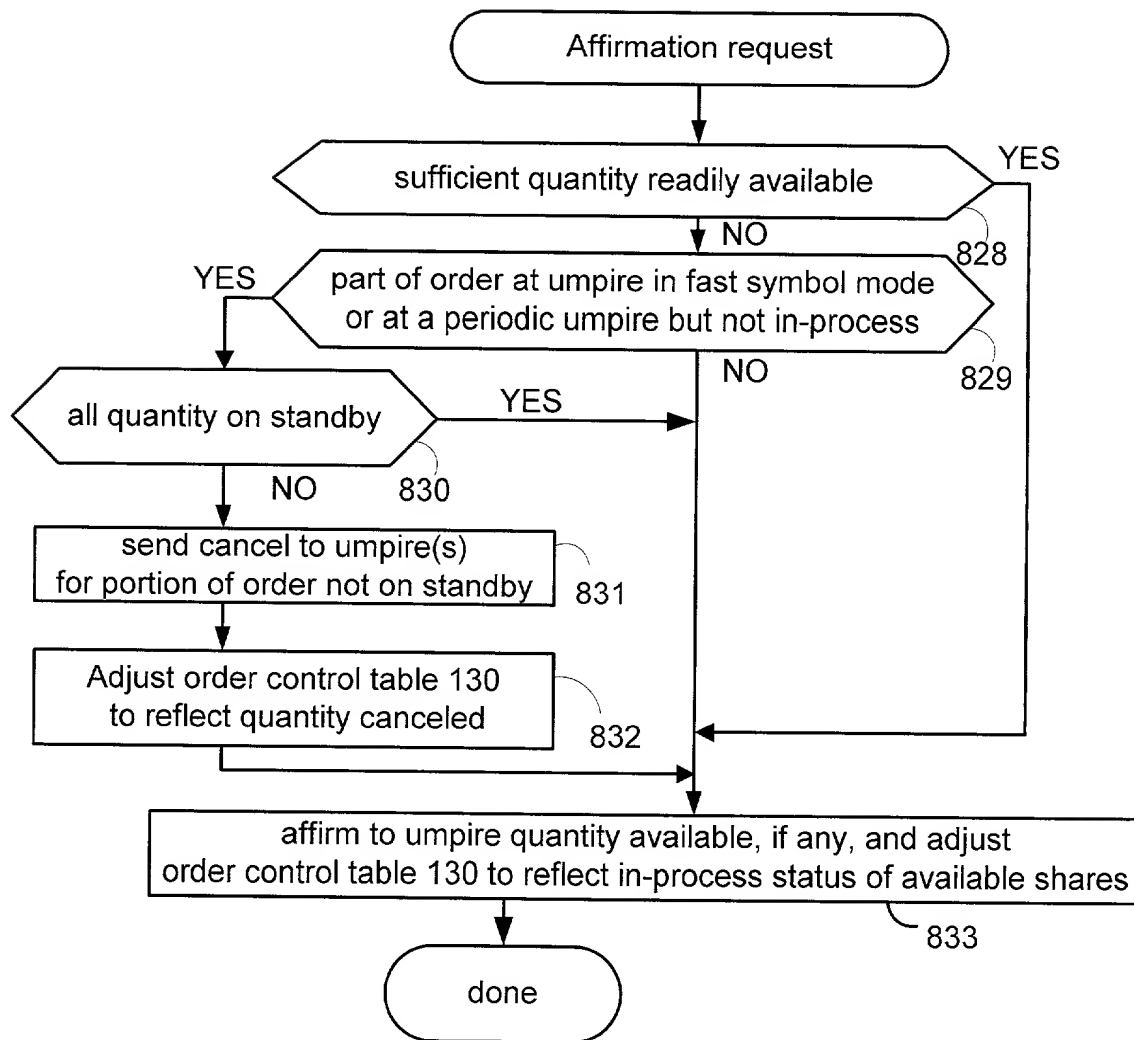 Affirmation request
sufficient quantity readily available
YES
828
NO
YES
part of order at umpire in fast symbol mode
or at a periodic umpire but not in-process
829
NO
all quantity on standby
YES
830
NO
send cancel to umpire(s)
for portion of order not on standby
831
Adjust order control table 130
to reflect quantity canceled
832
affirm to umpire quantity available, if any, and adjust
order control table 130 to reflect in-process status of available shares
833
done